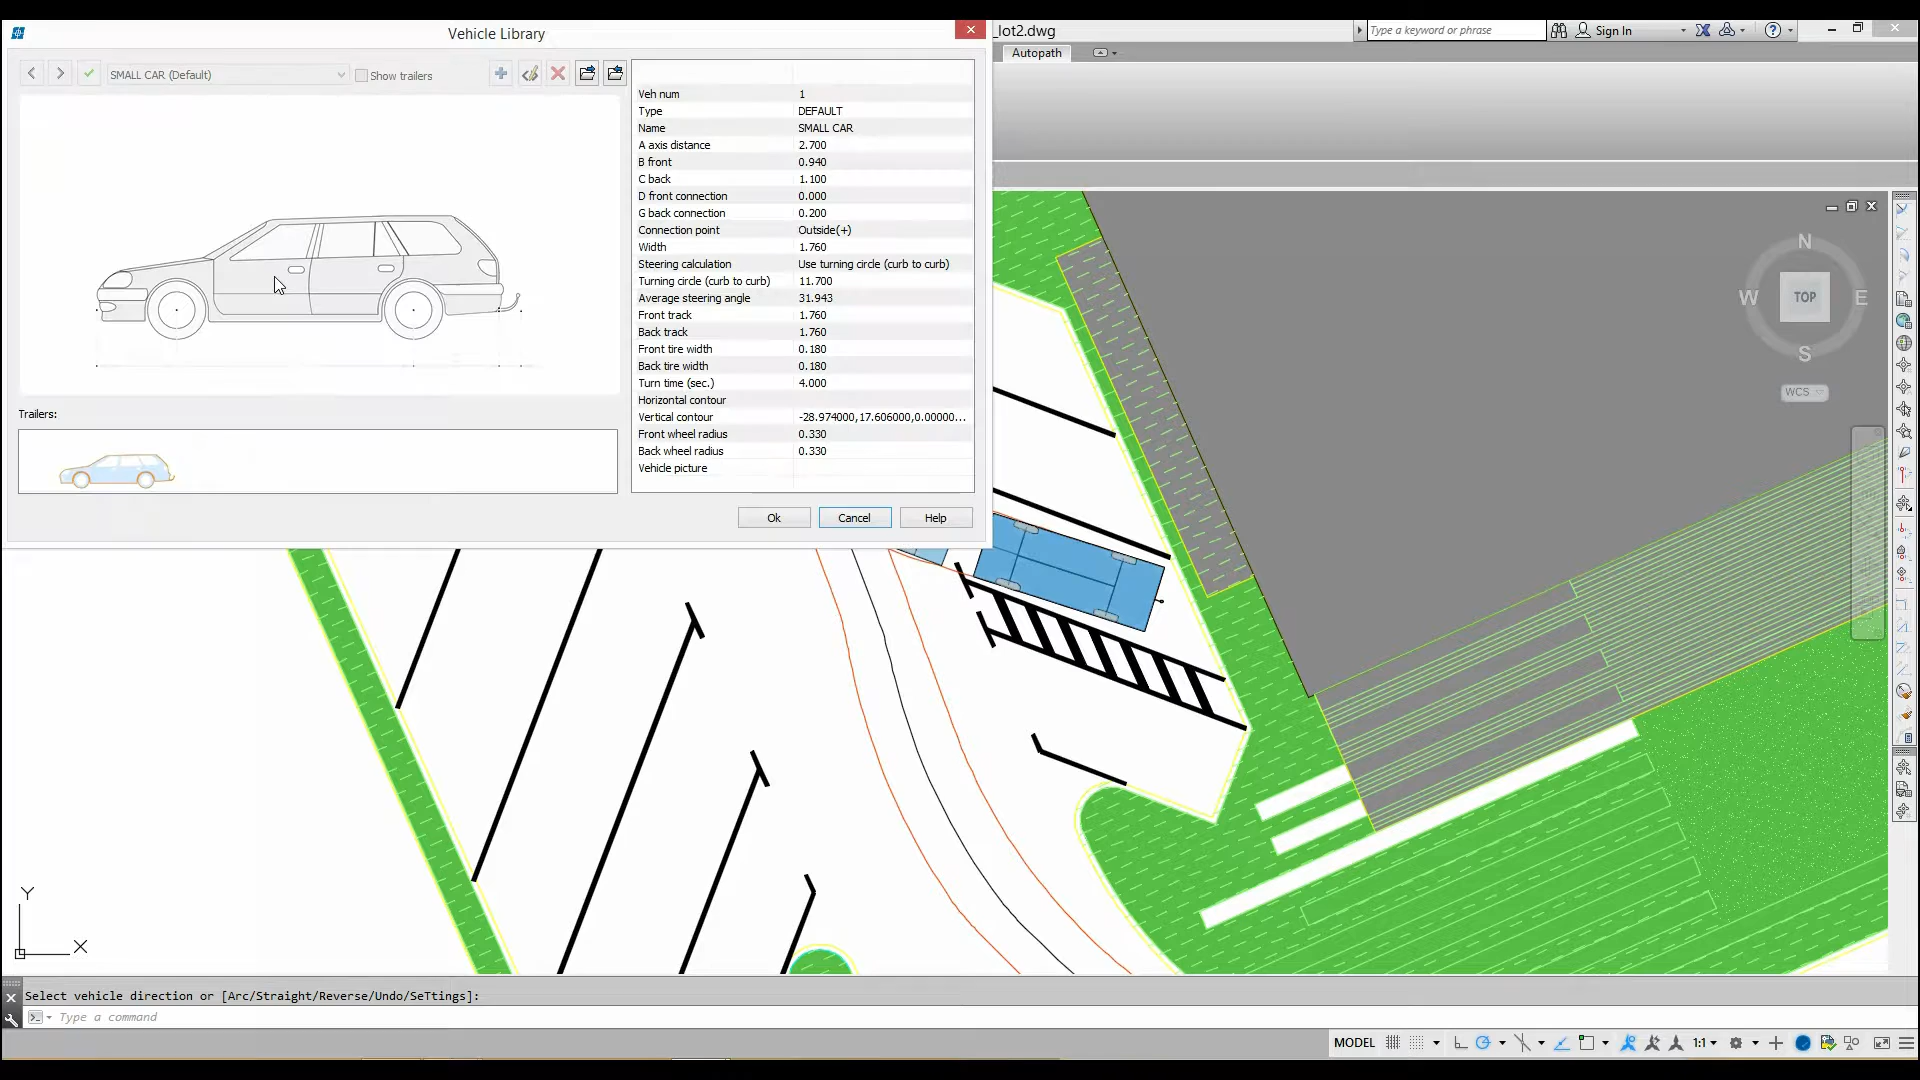 Vehicle Library
_lot2.dwg
Type a keyword or phrase
Sign In
Autopath
SMALL CAR (Default)
Show trailers
Veh num 1
Type DEFAULT
Name SMALL CAR
A axis distance 2.700
B front 0.940
C back 1.100
D front connection 0.000
G back connection 0.200
Connection point Outside(+)
Width 1.760
Steering calculation Use turning circle (curb to curb)
Turning circle (curb to curb) 11.700
Average steering angle 31.943
Front track 1.760
Back track 1.760
Front tire width 0.180
Back tire width 0.180
Turn time (sec.) 4.000
Horizontal contour
Vertical contour -28.974000,17.606000,0.00000...
Front wheel radius 0.330
Back wheel radius 0.330
Vehicle picture
Trailers:
Ok Cancel Help
N
W TOP E
S
WCS
Y
X
Select vehicle direction or [Arc/Straight/Reverse/Undo/SeTtings]:
Type a command
MODEL
1:1